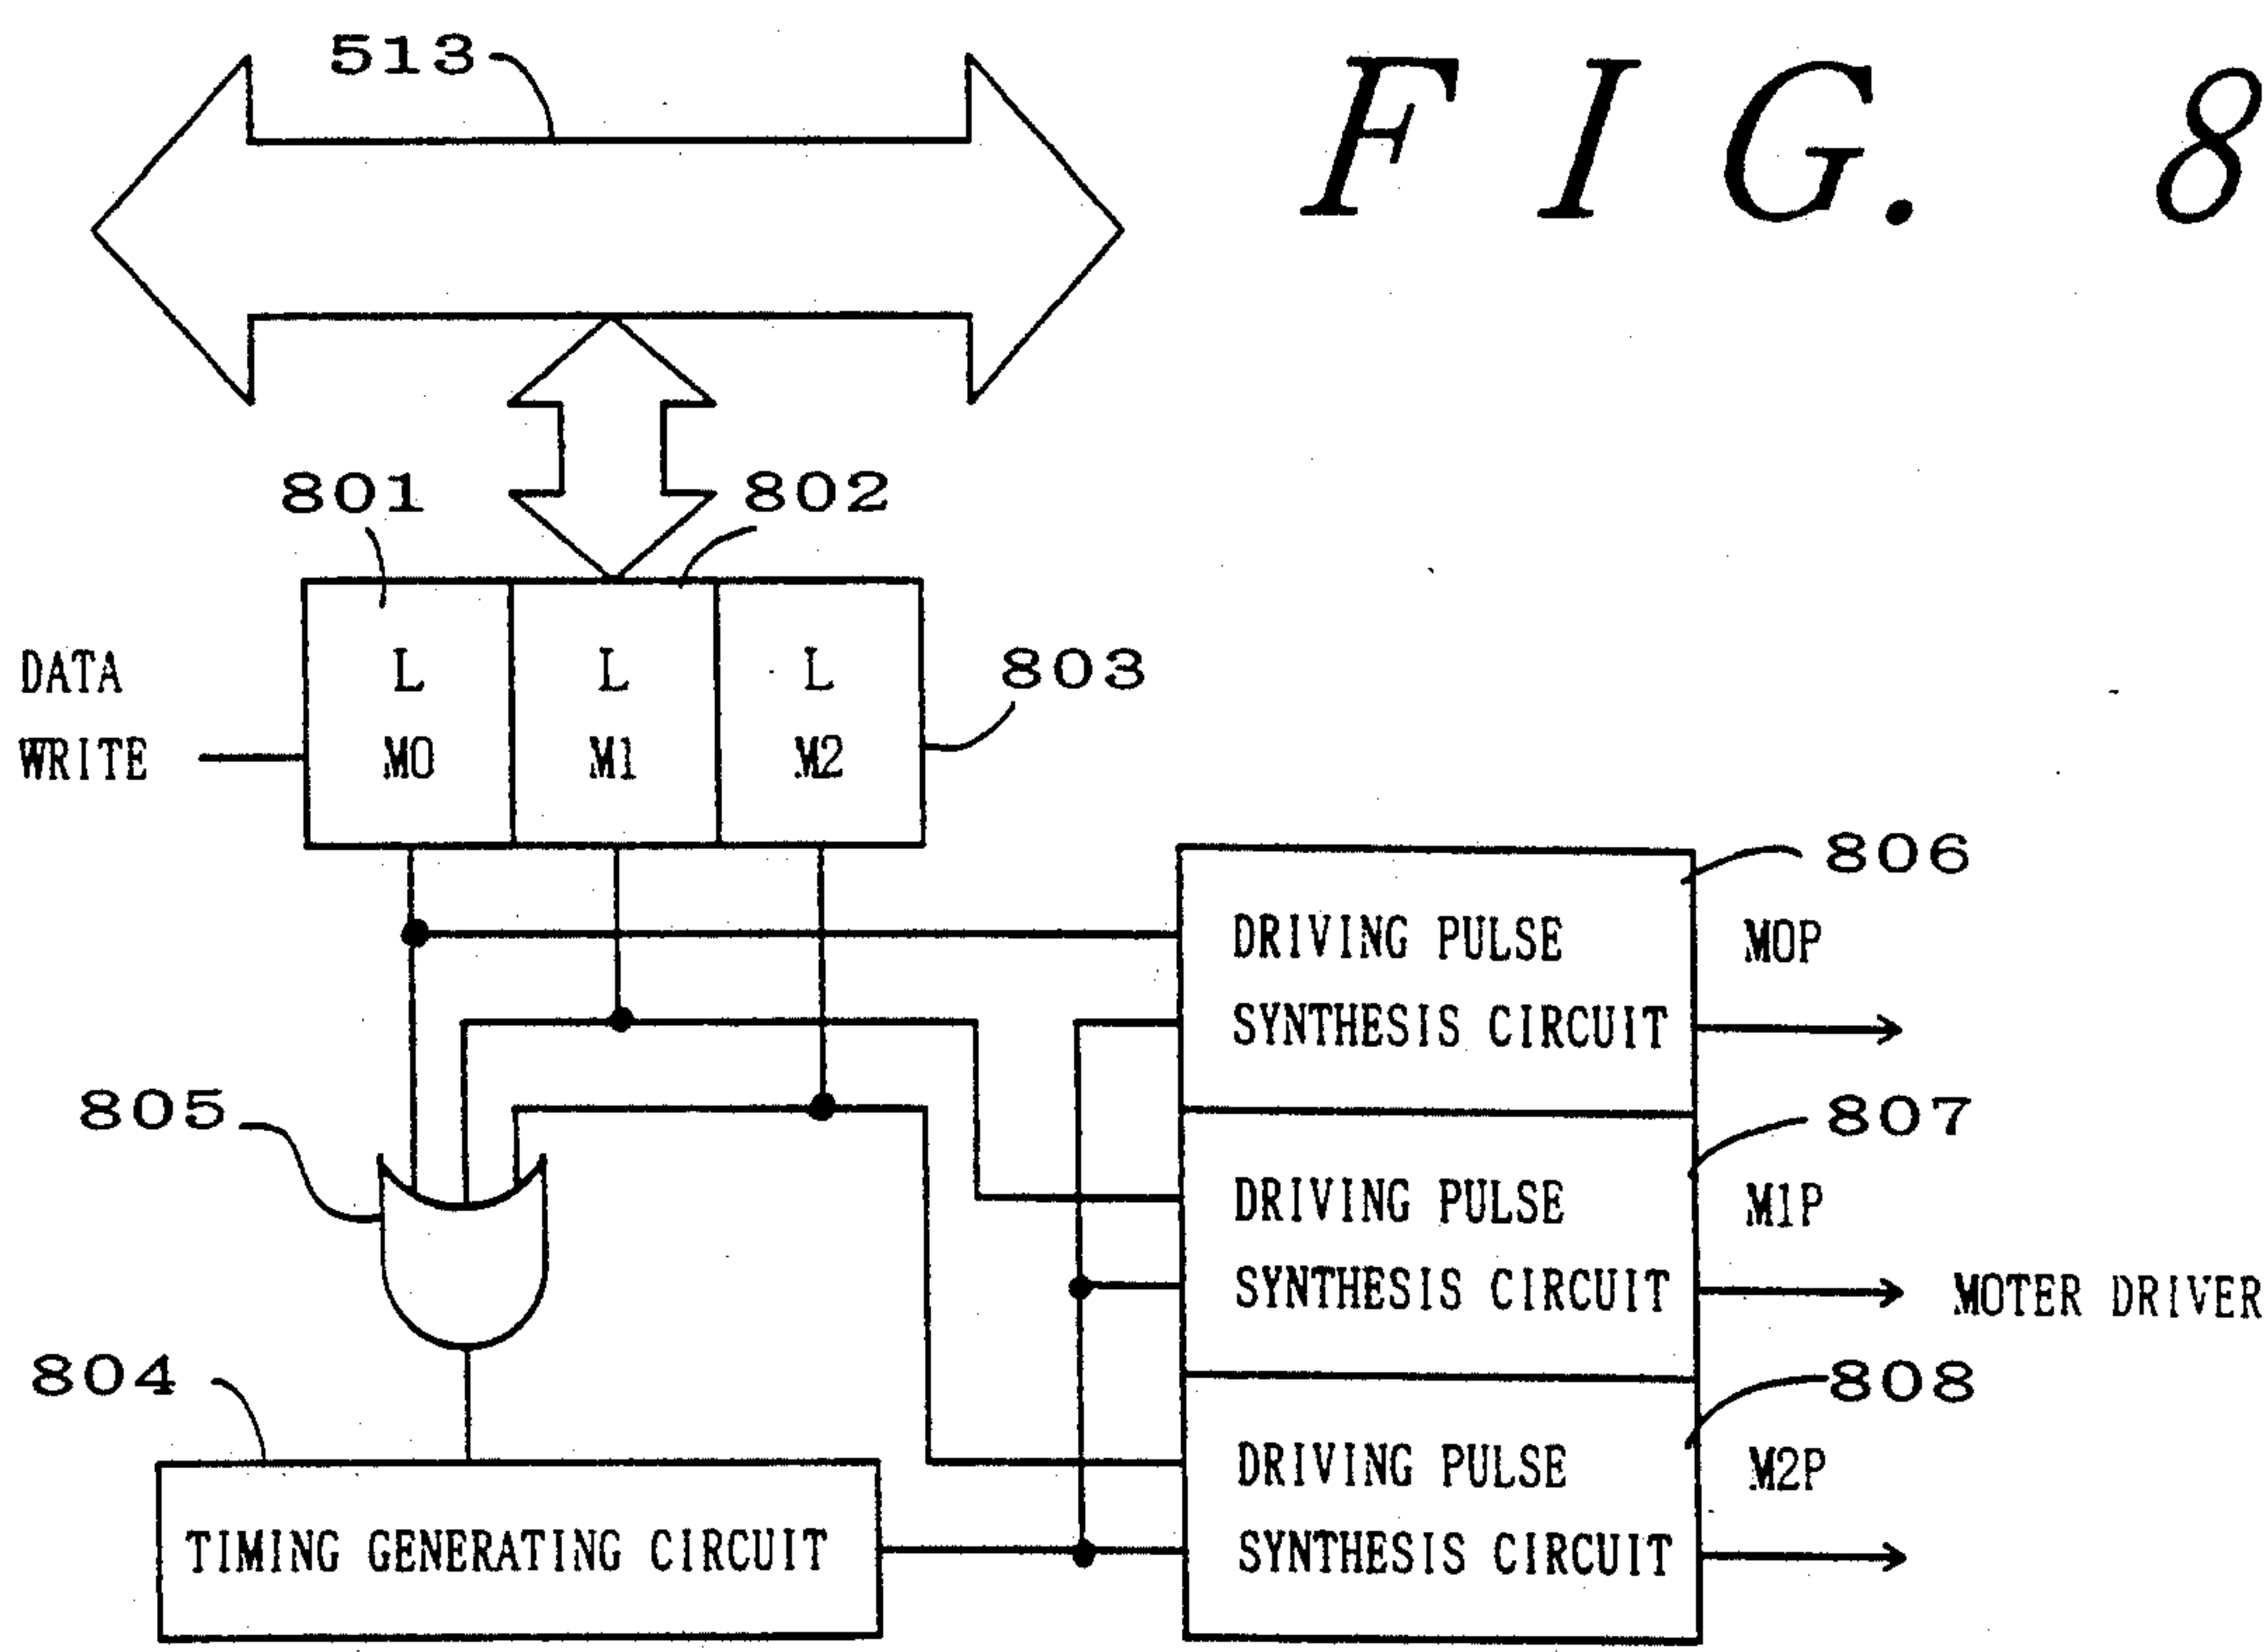 513
FIG. 8
801
802
L L L
803
DATA
WRITE
M0 M1 M2
806
DRIVING PULSE
M0P
SYNTHESIS CIRCUIT
805
807
DRIVING PULSE
M1P
SYNTHESIS CIRCUIT
MOTER DRIVER
804
808
DRIVING PULSE
M2P
TIMING GENERATING CIRCUIT
SYNTHESIS CIRCUIT